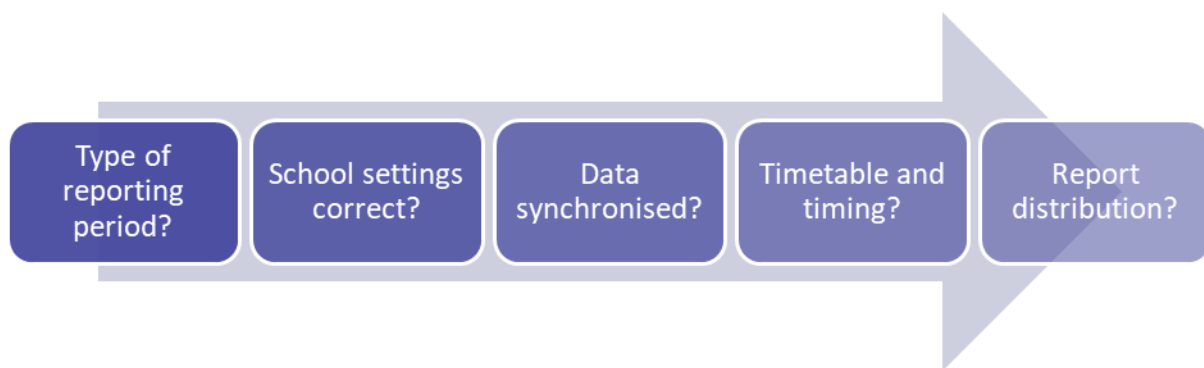 Type of
reporting
period?
School settings
correct?
Data
synchronised?
Timetable and
timing?
Report
distribution?